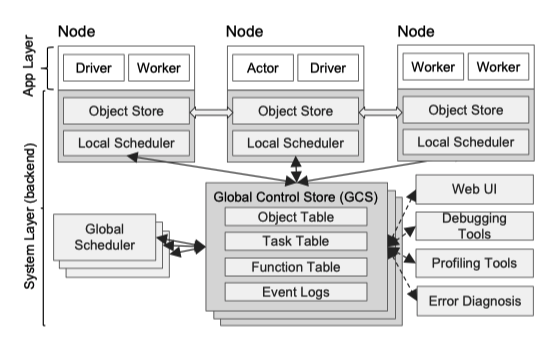 Node
Node
Node
App Layer
Driver
Worker
Actor
Driver
Worker
Worker
Object Store
Object Store
Object Store
Local Scheduler
Local Scheduler
Local Scheduler
System Layer (backend)
Global Control Store (GCS)
Object Table
Task Table
Function Table
Event Logs
Global
Scheduler
Web UI
Debugging
Tools
Profiling Tools
Error Diagnosis